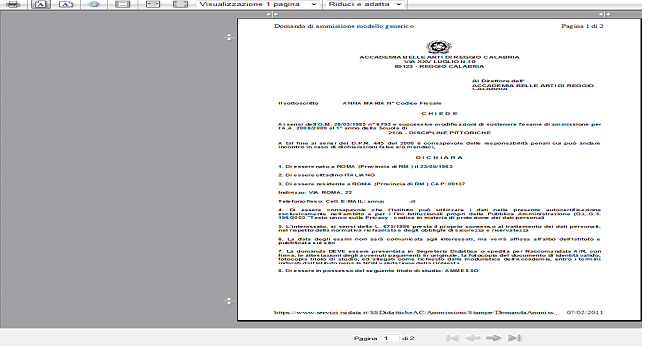 Visualizzazione 1 pagina Riduci e adatta
Domanda di ammissione modello generico Pagina 1 di 2
ACCADEMIA BELLE ARTI DI REGGIO CALABRIA
VIA XXV LUGLIO N.10
89123 - REGGIO CALABRIA
Al Direttore dell'
ACCADEMIA BELLE ARTI DI REGGIO
CALABRIA
Il sottoscritto ANNA MARIA N° Codice Fiscale
C H I E D E
Ai sensi dell'O.M. 28/03/1985 n° 6793 e successive modificazioni di sostenere l'esame di ammissione per
l'A.A. 2008/2009 al 1° anno della Scuola di
21/A - DISCIPLINE PITTORICHE
A tal fine ai sensi del D.P.R. 445 del 2000 è consapevole delle responsabilità penali cui può andare
incontro in caso di dichiarazioni false e/o mendaci,
D I C H I A R A
1. Di essere nato a ROMA (Provincia di RM ) il 23/03/1963
2. Di essere cittadino ITALIANO
3. Di essere residente a ROMA (Provincia di RM ) CAP: 00137
Indirizzo: VIA ROMA, 22
Telefono fisso: Cell. E-MAIL: anna: .it
4. Di essere consapevole che l'Istituto può utilizzare i dati nella presente autocertificazione
esclusivamente nell'ambito e per i fini istituzionali propri della Pubblica Amministrazione (D.L.G.S.
196/2003 "Testo unico sulla Privacy - codice in materia di protezione dei dati personali
5. L'interessato, ai sensi della L. 675/1996 presta il proprio consenso al trattamento dei dati personali,
nel rispetto della normativa richiamata e degli obblighi di sicurezza e riservatezza
6. La data degli esami non sarà comunicata agli interessati, ma verrà affissa all'albo dell'Istituto e
pubblicata sul sito
7. La domanda DEVE essere presentata in Segreteria Didattica o spedita per Raccomandata A/R, con
firma, le attestazioni degli avvenuti pagamenti in originale, la fotocopia del documento di identità valido,
fotocopia titolo di studio, ed allegati come richiesto dalla modulistica dell'Accademia, entro i termini
indicati dall'Istituto pena la NON validazione della richiesta
8. Di essere in possesso del seguente titolo di studio: AMMESSO
https://www.servizi.isidata.it/SSDidatticheAC/Ammissioni/Stampe/DomandaAmmiss... 07/02/2011
Pagina 1 di 2